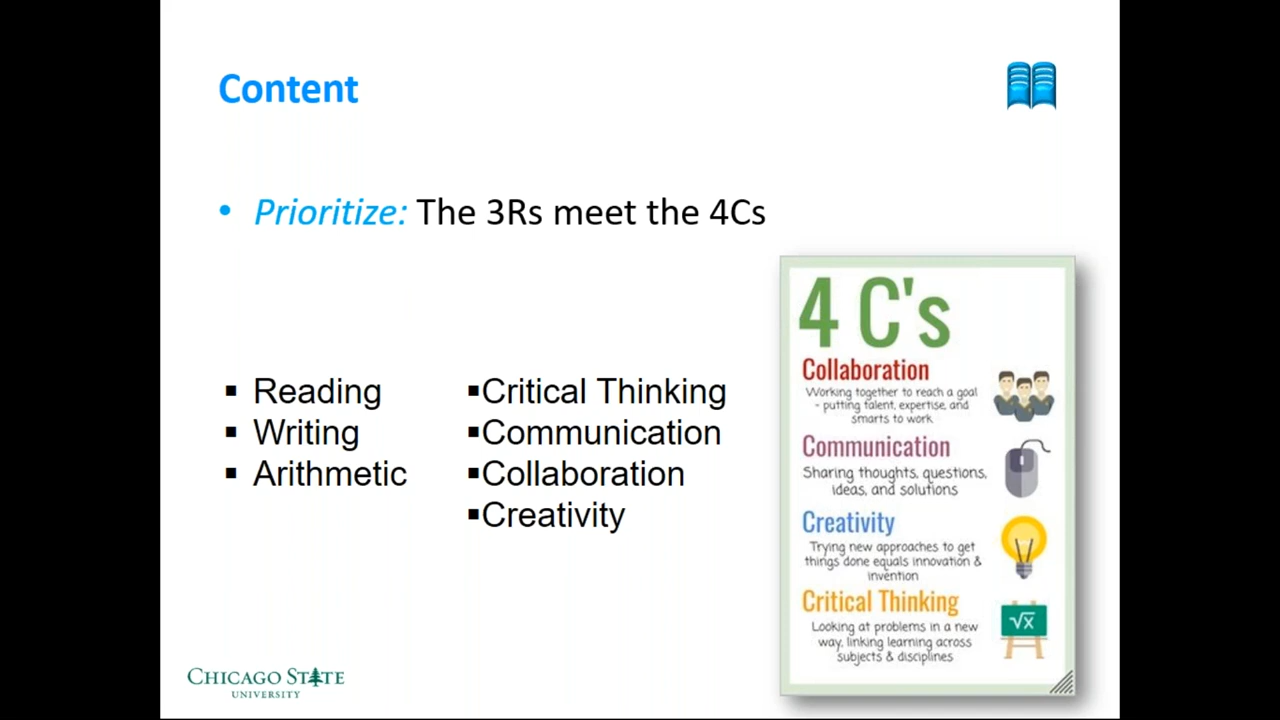 Content
• Prioritize: The 3Rs meet the 4Cs
▪ Reading
▪ Writing
▪ Arithmetic
▪Critical Thinking
▪Communication
▪Collaboration
▪Creativity
4 C's
Collaboration
Working together to reach a goal
- putting talent, expertise, and
smarts to work
Communication
Sharing thoughts, questions,
ideas, and solutions
Creativity
Trying new approaches to get
things done equals innovation &
invention
Critical Thinking
Looking at problems in a new
way, linking learning across
subjects & disciplines
√x
CHICAGO STATE
UNIVERSITY